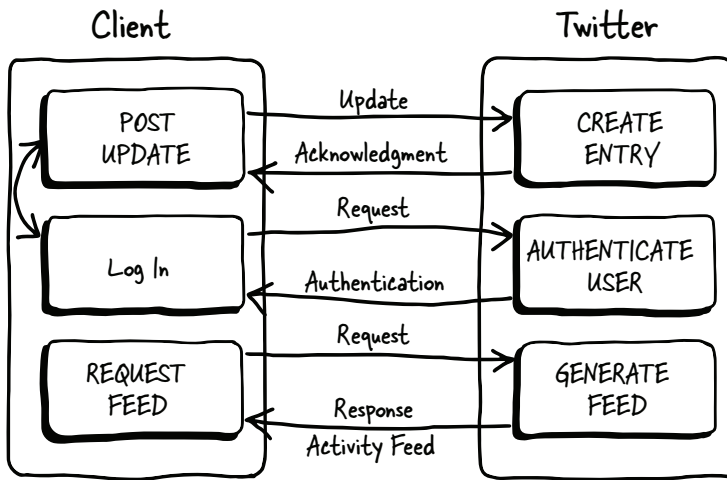 Client
Twitter
POST
UPDATE
Update
Acknowledgment
CREATE
ENTRY
Log In
Request
Authentication
AUTHENTICATE
USER
REQUEST
FEED
Request
Response
Activity Feed
GENERATE
FEED